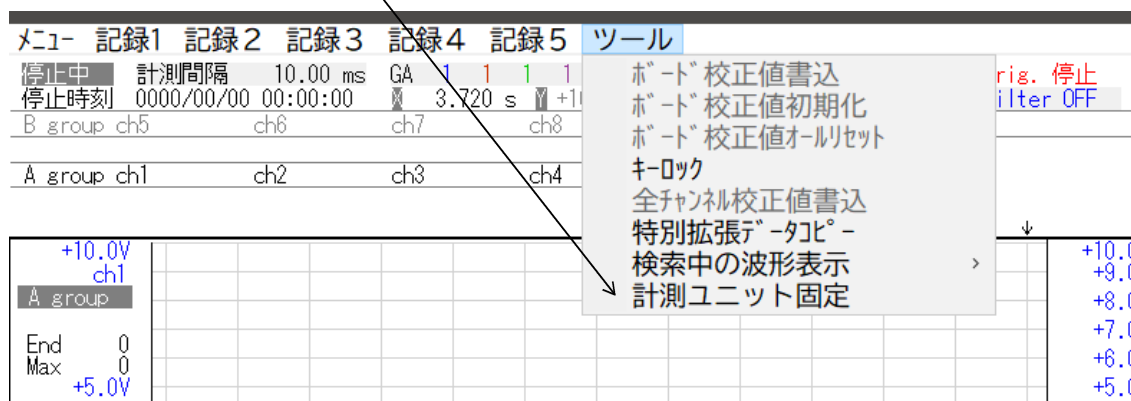 ﾒﾆｭｰ 記録1 記録２ 記録３ 記録４ 記録５ ツール
停止中 計測間隔 10.00 ms GA 1 1 1 1 rig. 停止
停止時刻 0000/00/00 00:00:00 X 3.720 s Y +1 ilter OFF
B group ch5 ch6 ch7 ch8
A group ch1 ch2 ch3 ch4
ﾎﾞｰﾄﾞ校正値書込
ﾎﾞｰﾄﾞ校正値初期化
ﾎﾞｰﾄﾞ校正値ｵｰﾙﾘｾｯﾄ
ｷｰﾛｯｸ
全ﾁｬﾝﾈﾙ校正値書込
特別拡張ﾃﾞｰﾀｺﾋﾟｰ
検索中の波形表示 ›
計測ユニット固定
+10.0V
ch1
A group
End 0
Max 0
+5.0V
+10.0
+9.0
+8.0
+7.0
+6.0
+5.0